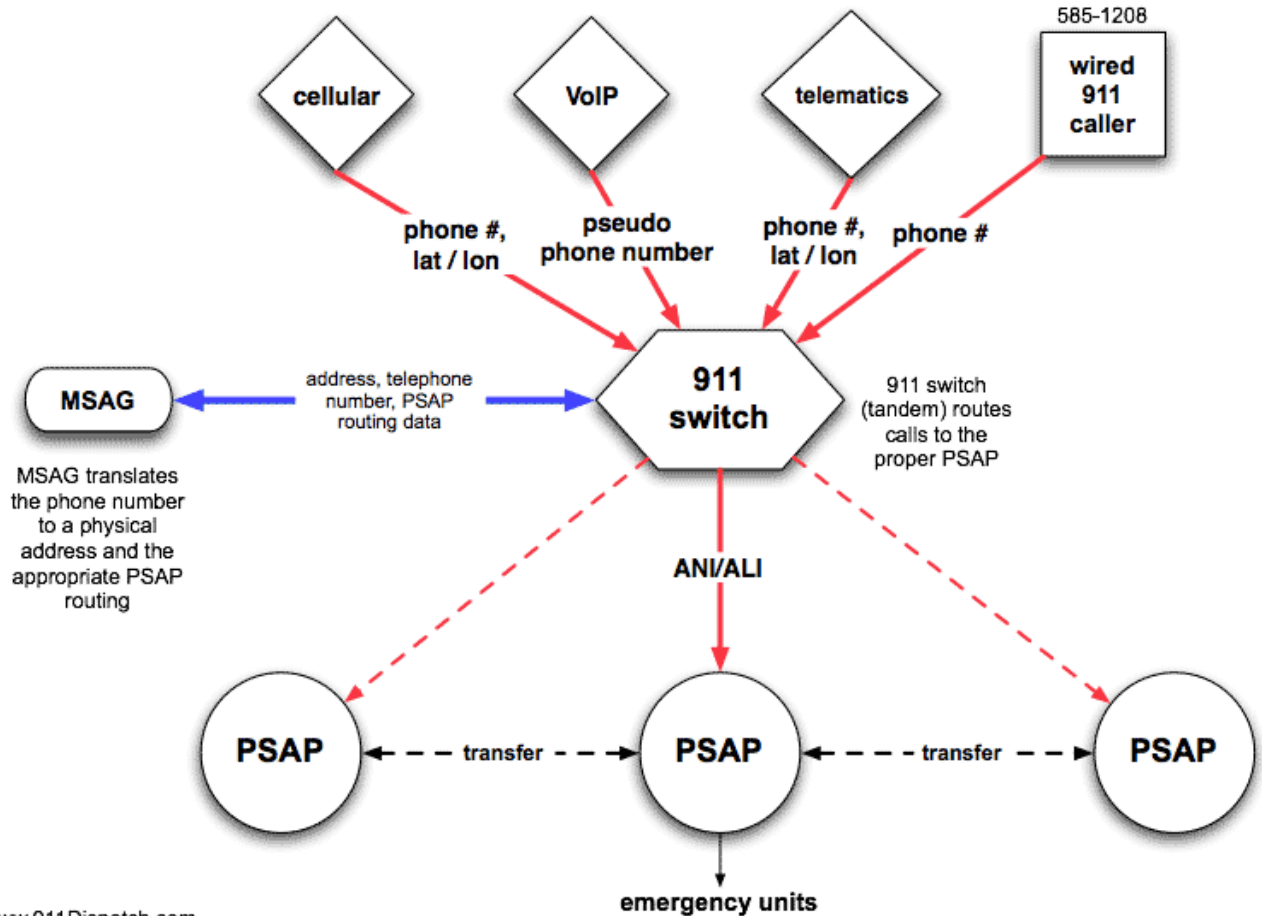 585-1208
cellular
VoIP
telematics
wired
911
caller
phone #,
lat / lon
pseudo
phone number
phone #,
lat / lon
phone #
MSAG
address, telephone
number, PSAP
routing data
911
switch
911 switch
(tandem) routes
calls to the
proper PSAP
MSAG translates
the phone number
to a physical
address and the
appropriate PSAP
routing
ANI/ALI
PSAP
transfer
PSAP
transfer
PSAP
emergency units